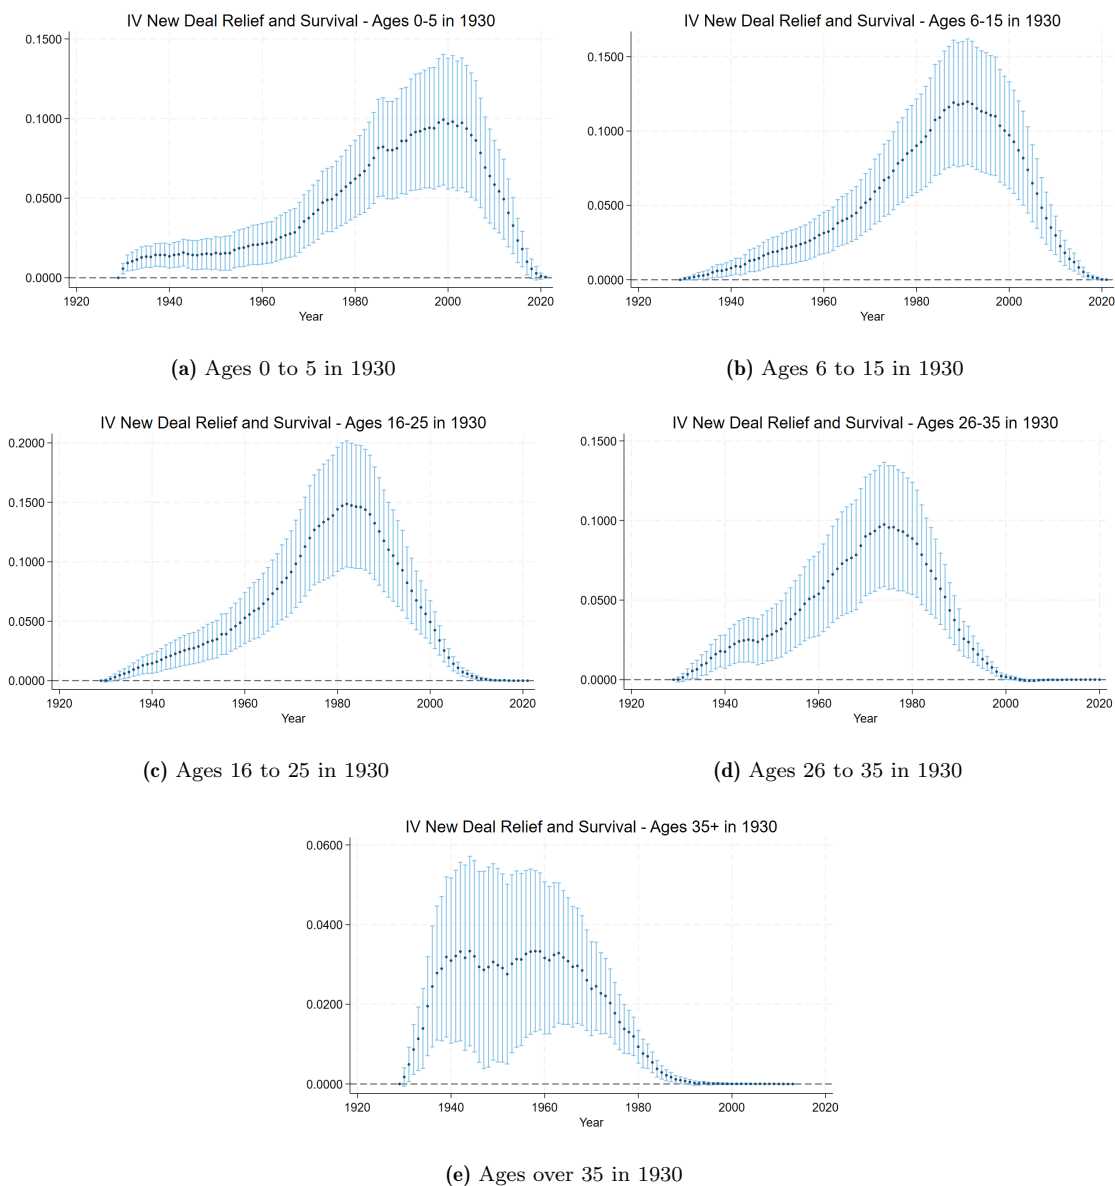 IV New Deal Relief and Survival - Ages 0-5 in 1930
0.1500
0.1000
0.0500
0.0000
1920 1940 1960 1980 2000 2020
Year
(a) Ages 0 to 5 in 1930
IV New Deal Relief and Survival - Ages 6-15 in 1930
0.1500
0.1000
0.0500
0.0000
1920 1940 1960 1980 2000 2020
Year
(b) Ages 6 to 15 in 1930
IV New Deal Relief and Survival - Ages 16-25 in 1930
0.2000
0.1500
0.1000
0.0500
0.0000
1920 1940 1960 1980 2000 2020
Year
(c) Ages 16 to 25 in 1930
IV New Deal Relief and Survival - Ages 26-35 in 1930
0.1500
0.1000
0.0500
0.0000
1920 1940 1960 1980 2000 2020
Year
(d) Ages 26 to 35 in 1930
IV New Deal Relief and Survival - Ages 35+ in 1930
0.0600
0.0400
0.0200
0.0000
1920 1940 1960 1980 2000 2020
Year
(e) Ages over 35 in 1930